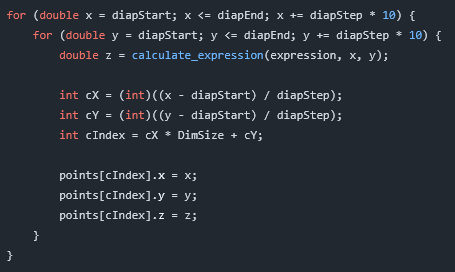 for (double x = diapStart; x <= diapEnd; x += diapStep * 10) {
    for (double y = diapStart; y <= diapEnd; y += diapStep * 10) {
        double z = calculate_expression(expression, x, y);

        int cX = (int)((x - diapStart) / diapStep);
        int cY = (int)((y - diapStart) / diapStep);
        int cIndex = cX * DimSize + cY;

        points[cIndex].x = x;
        points[cIndex].y = y;
        points[cIndex].z = z;
    }
}